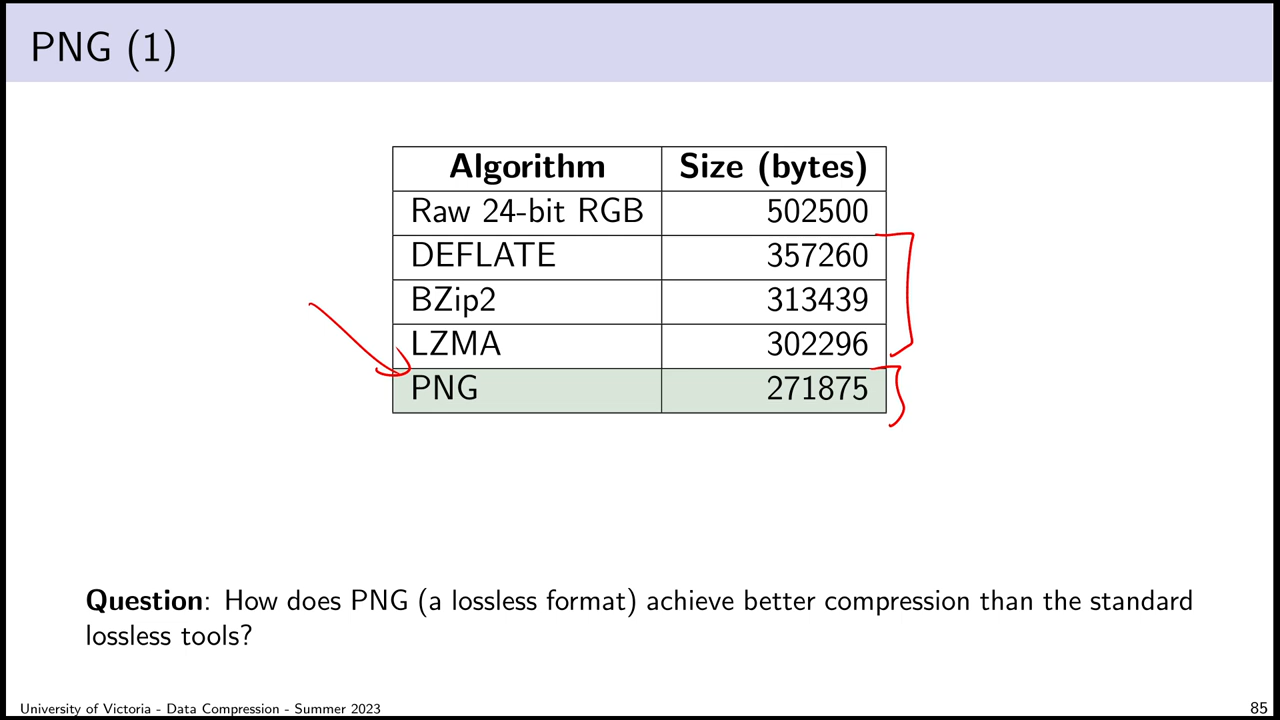 PNG (1)
Algorithm Size (bytes)
Raw 24-bit RGB 502500
DEFLATE 357260
BZip2 313439
LZMA 302296
PNG 271875
Question: How does PNG (a lossless format) achieve better compression than the standard
lossless tools?
University of Victoria - Data Compression - Summer 2023 85